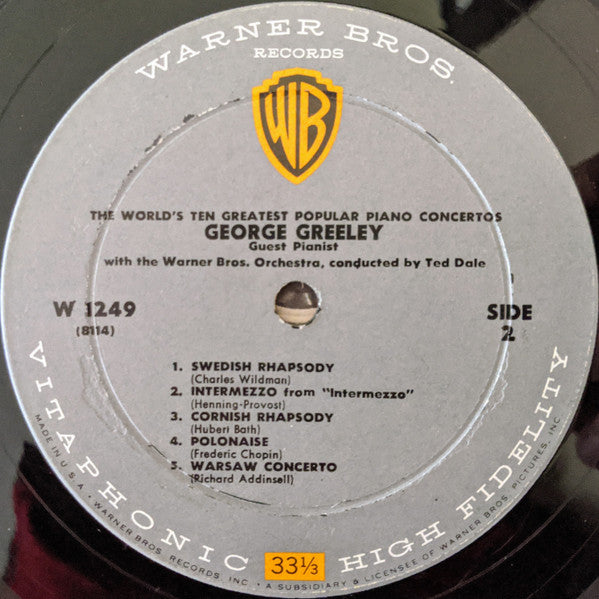 WARNER BROS.
RECORDS
WB
THE WORLD'S TEN GREATEST POPULAR PIANO CONCERTOS
GEORGE GREELEY
Guest Pianist
with the Warner Bros. Orchestra, conducted by Ted Dale
W 1249
(8114)
SIDE
2
1. SWEDISH RHAPSODY
(Charles Wildman)
2. INTERMEZZO from "Intermezzo"
(Henning-Provost)
3. CORNISH RHAPSODY
(Hubert Bath)
4. POLONAISE
(Frederic Chopin)
5. WARSAW CONCERTO
(Richard Addinsell)
VITAPHONIC 33⅓ HIGH FIDELITY
MADE IN U.S.A. • WARNER BROS. RECORDS, INC. • A SUBSIDIARY & LICENSEE OF WARNER BROS. PICTURES, INC.